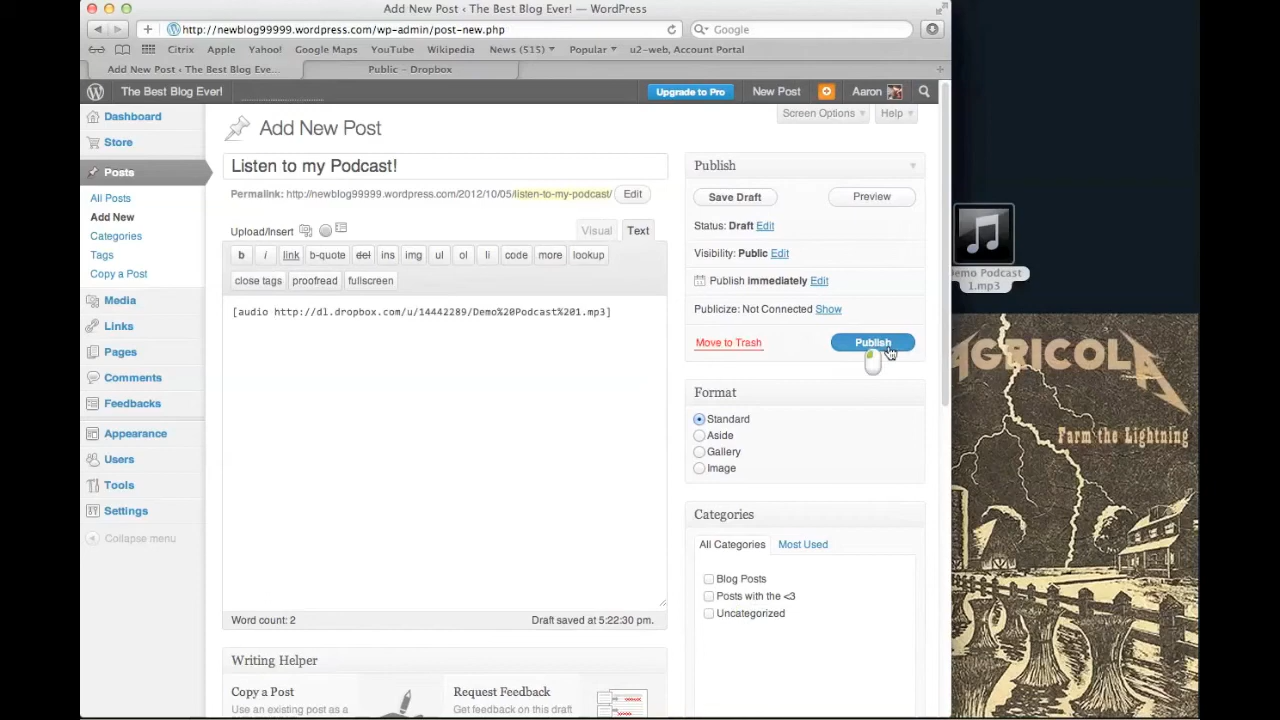 Add New Post ‹ The Best Blog Ever! — WordPress
http://newblog99999.wordpress.com/wp-admin/post-new.php
Google
Citrix Apple Yahoo! Google Maps YouTube Wikipedia News (515) Popular u2-web, Account Portal
Add New Post ‹ The Best Blog Eve... Public – Dropbox
The Best Blog Ever! Upgrade to Pro New Post Aaron
Screen Options Help
Dashboard
Store
Posts
All Posts
Add New
Categories
Tags
Copy a Post
Media
Links
Pages
Comments
Feedbacks
Appearance
Users
Tools
Settings
Collapse menu
Add New Post
Listen to my Podcast!
Permalink: http://newblog99999.wordpress.com/2012/10/05/listen-to-my-podcast/ Edit
Upload/Insert Visual Text
b i link b-quote del ins img ul ol li code more lookup
close tags proofread fullscreen
[audio http://dl.dropbox.com/u/14442289/Demo%20Podcast%201.mp3]
Word count: 2 Draft saved at 5:22:30 pm.
Writing Helper
Copy a Post
Use an existing post as a
Request Feedback
Get feedback on this draft
Publish
Save Draft Preview
Status: Draft Edit
Visibility: Public Edit
Publish immediately Edit
Publicize: Not Connected Show
Move to Trash Publish
Format
Standard
Aside
Gallery
Image
Categories
All Categories Most Used
Blog Posts
Posts with the <3
Uncategorized
Demo Podcast
1.mp3
AGRICOLA
Farm the Lightning